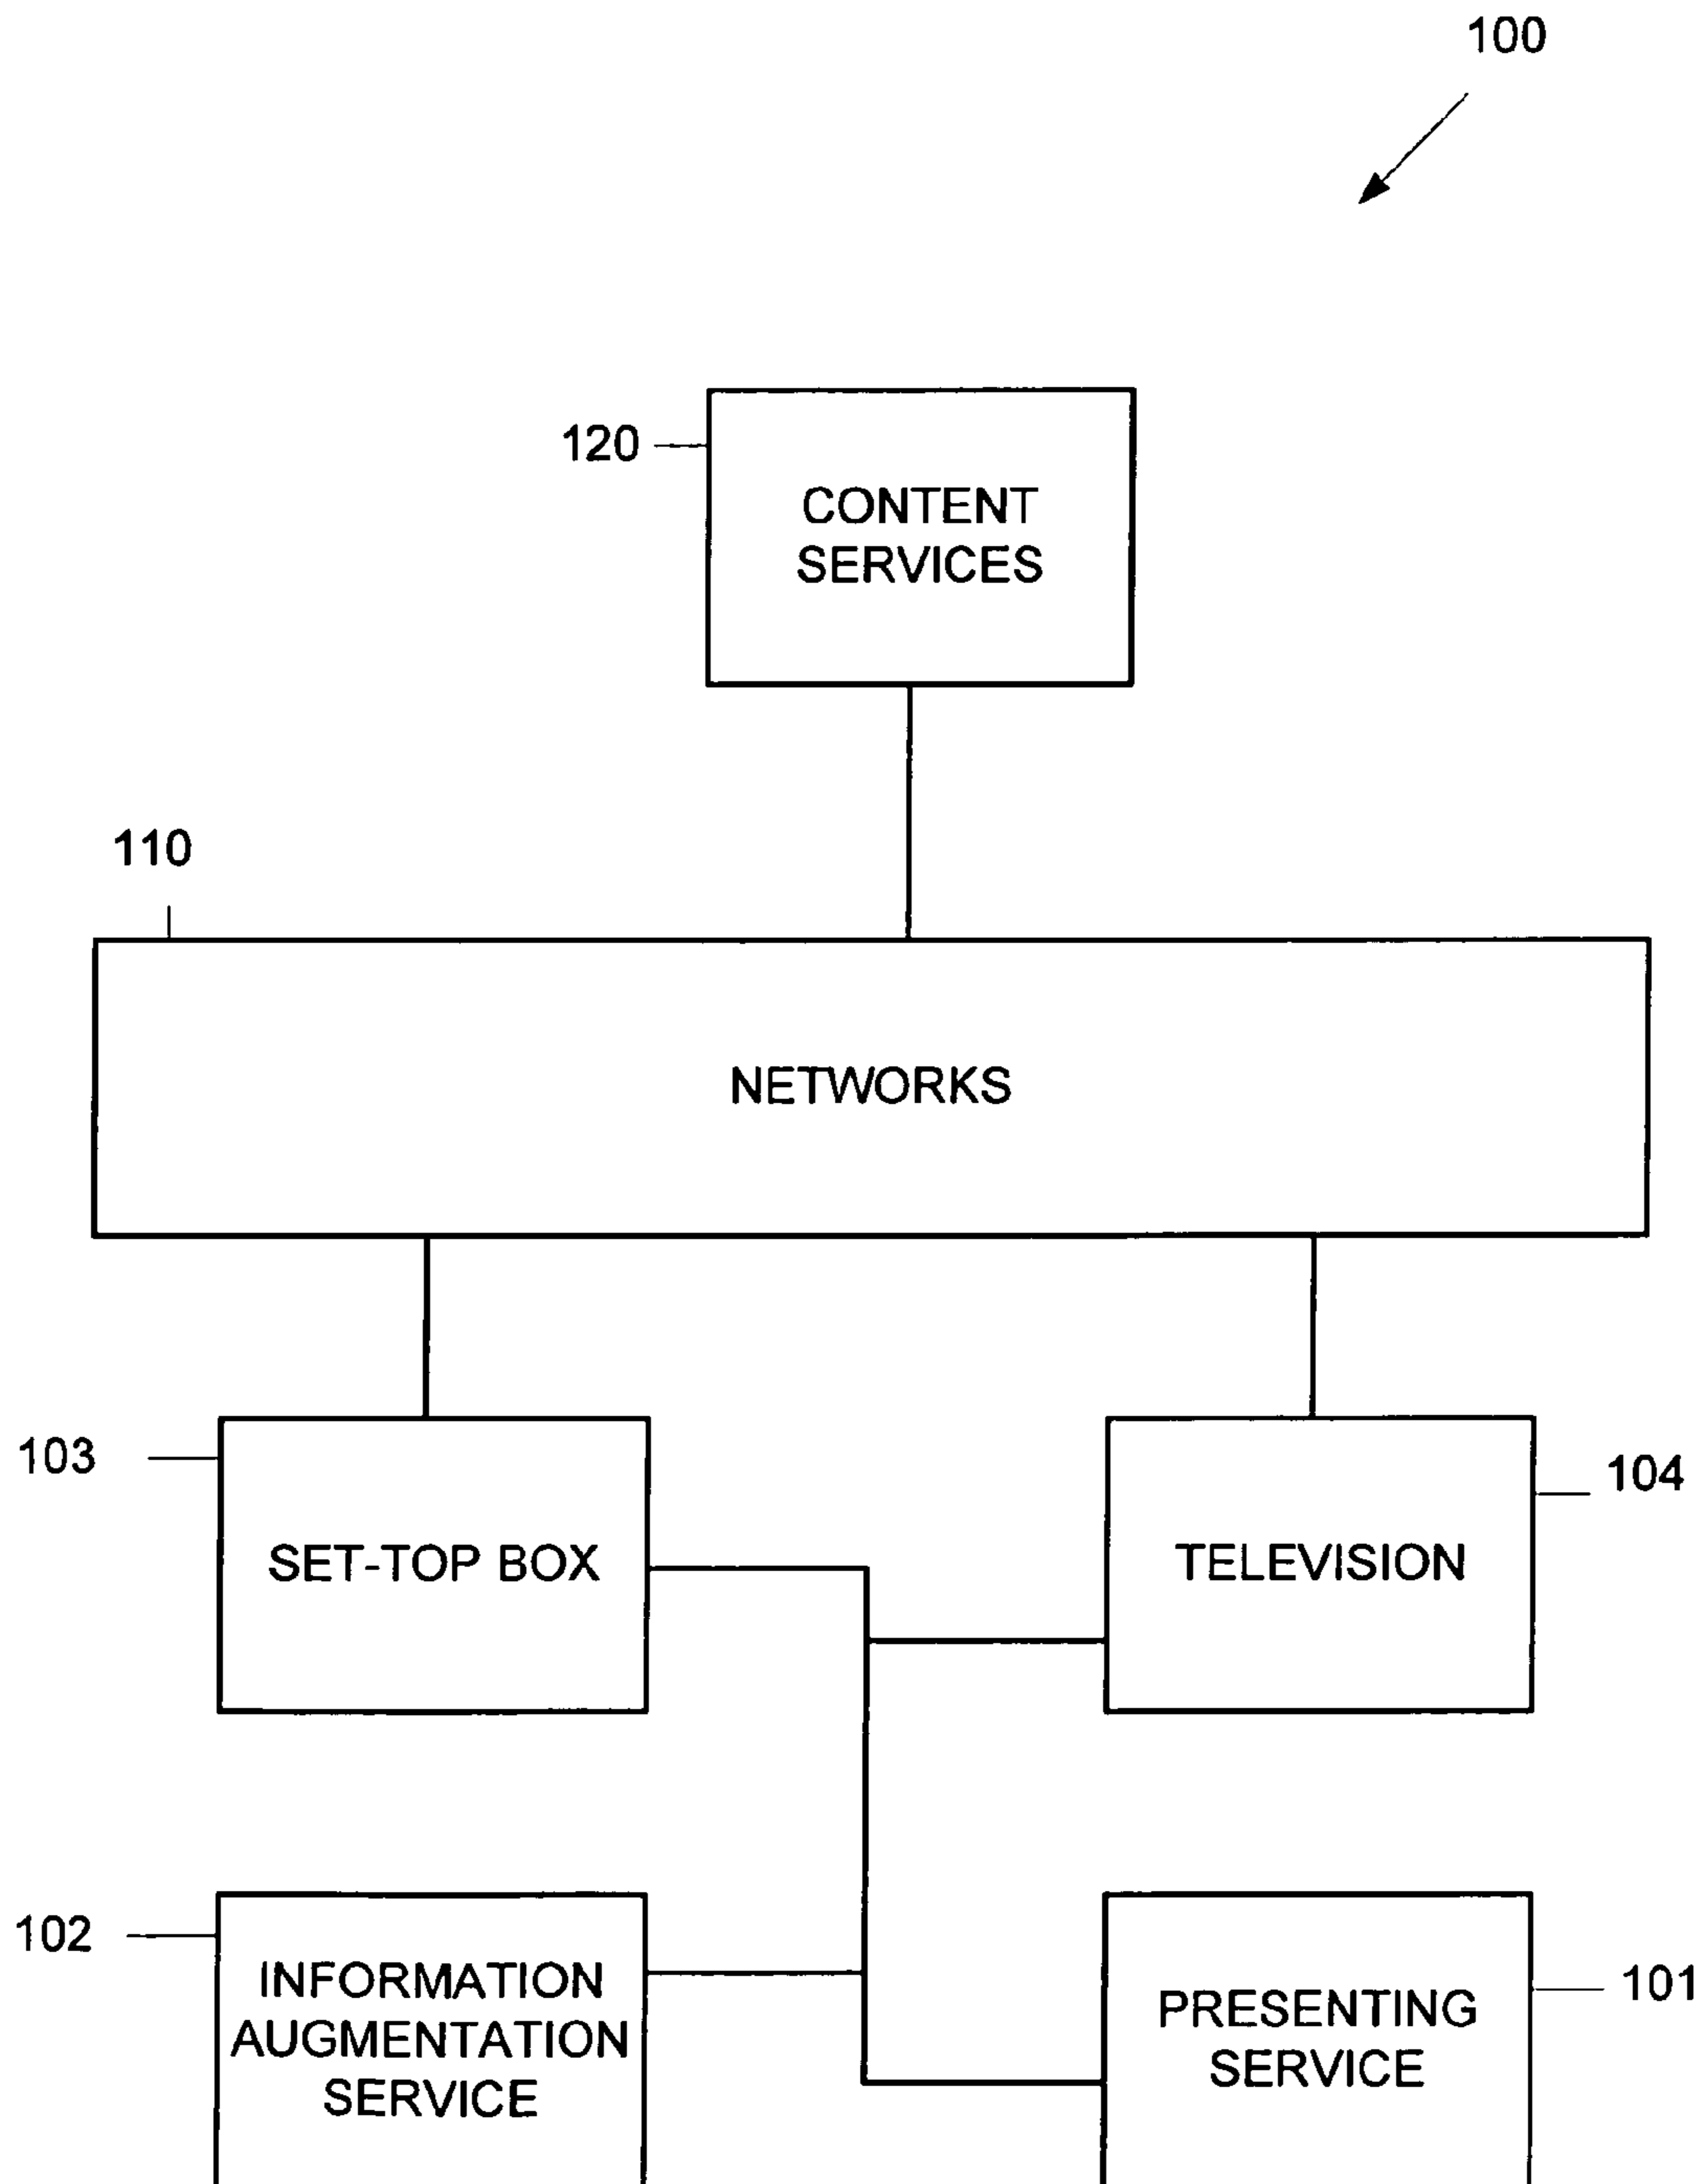 100
120
CONTENT
SERVICES
110
NETWORKS
103
SET-TOP BOX
TELEVISION
104
102
INFORMATION
AUGMENTATION
SERVICE
PRESENTING
SERVICE
101